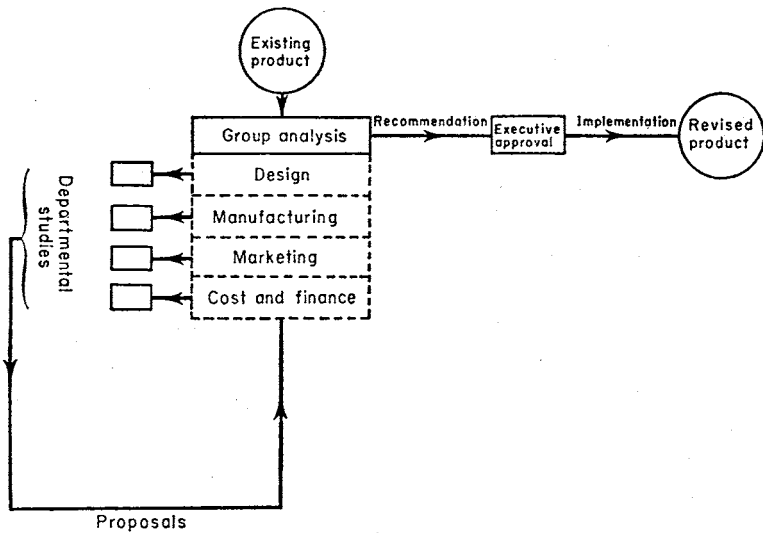 Existing
product
Group analysis
Recommendation
Executive
approval
Implementation
Revised
product
Design
Manufacturing
Marketing
Cost and finance
Departmental
studies
Proposals